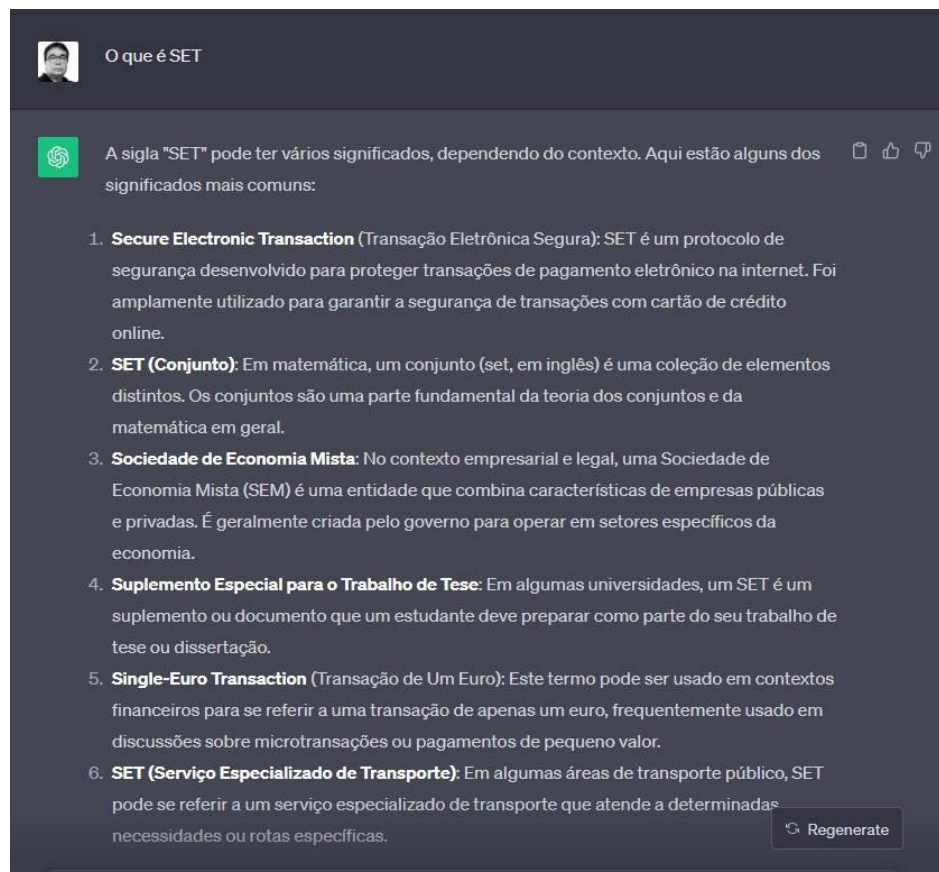 O que é SET
A sigla "SET" pode ter vários significados, dependendo do contexto. Aqui estão alguns dos
significados mais comuns:
1. Secure Electronic Transaction (Transação Eletrônica Segura): SET é um protocolo de
segurança desenvolvido para proteger transações de pagamento eletrônico na internet. Foi
amplamente utilizado para garantir a segurança de transações com cartão de crédito
online.
2. SET (Conjunto): Em matemática, um conjunto (set, em inglês) é uma coleção de elementos
distintos. Os conjuntos são uma parte fundamental da teoria dos conjuntos e da
matemática em geral.
3. Sociedade de Economia Mista: No contexto empresarial e legal, uma Sociedade de
Economia Mista (SEM) é uma entidade que combina características de empresas públicas
e privadas. É geralmente criada pelo governo para operar em setores específicos da
economia.
4. Suplemento Especial para o Trabalho de Tese: Em algumas universidades, um SET é um
suplemento ou documento que um estudante deve preparar como parte do seu trabalho de
tese ou dissertação.
5. Single-Euro Transaction (Transação de Um Euro): Este termo pode ser usado em contextos
financeiros para se referir a uma transação de apenas um euro, frequentemente usado em
discussões sobre microtransações ou pagamentos de pequeno valor.
6. SET (Serviço Especializado de Transporte): Em algumas áreas de transporte público, SET
pode se referir a um serviço especializado de transporte que atende a determinadas
necessidades ou rotas específicas.
Regenerate